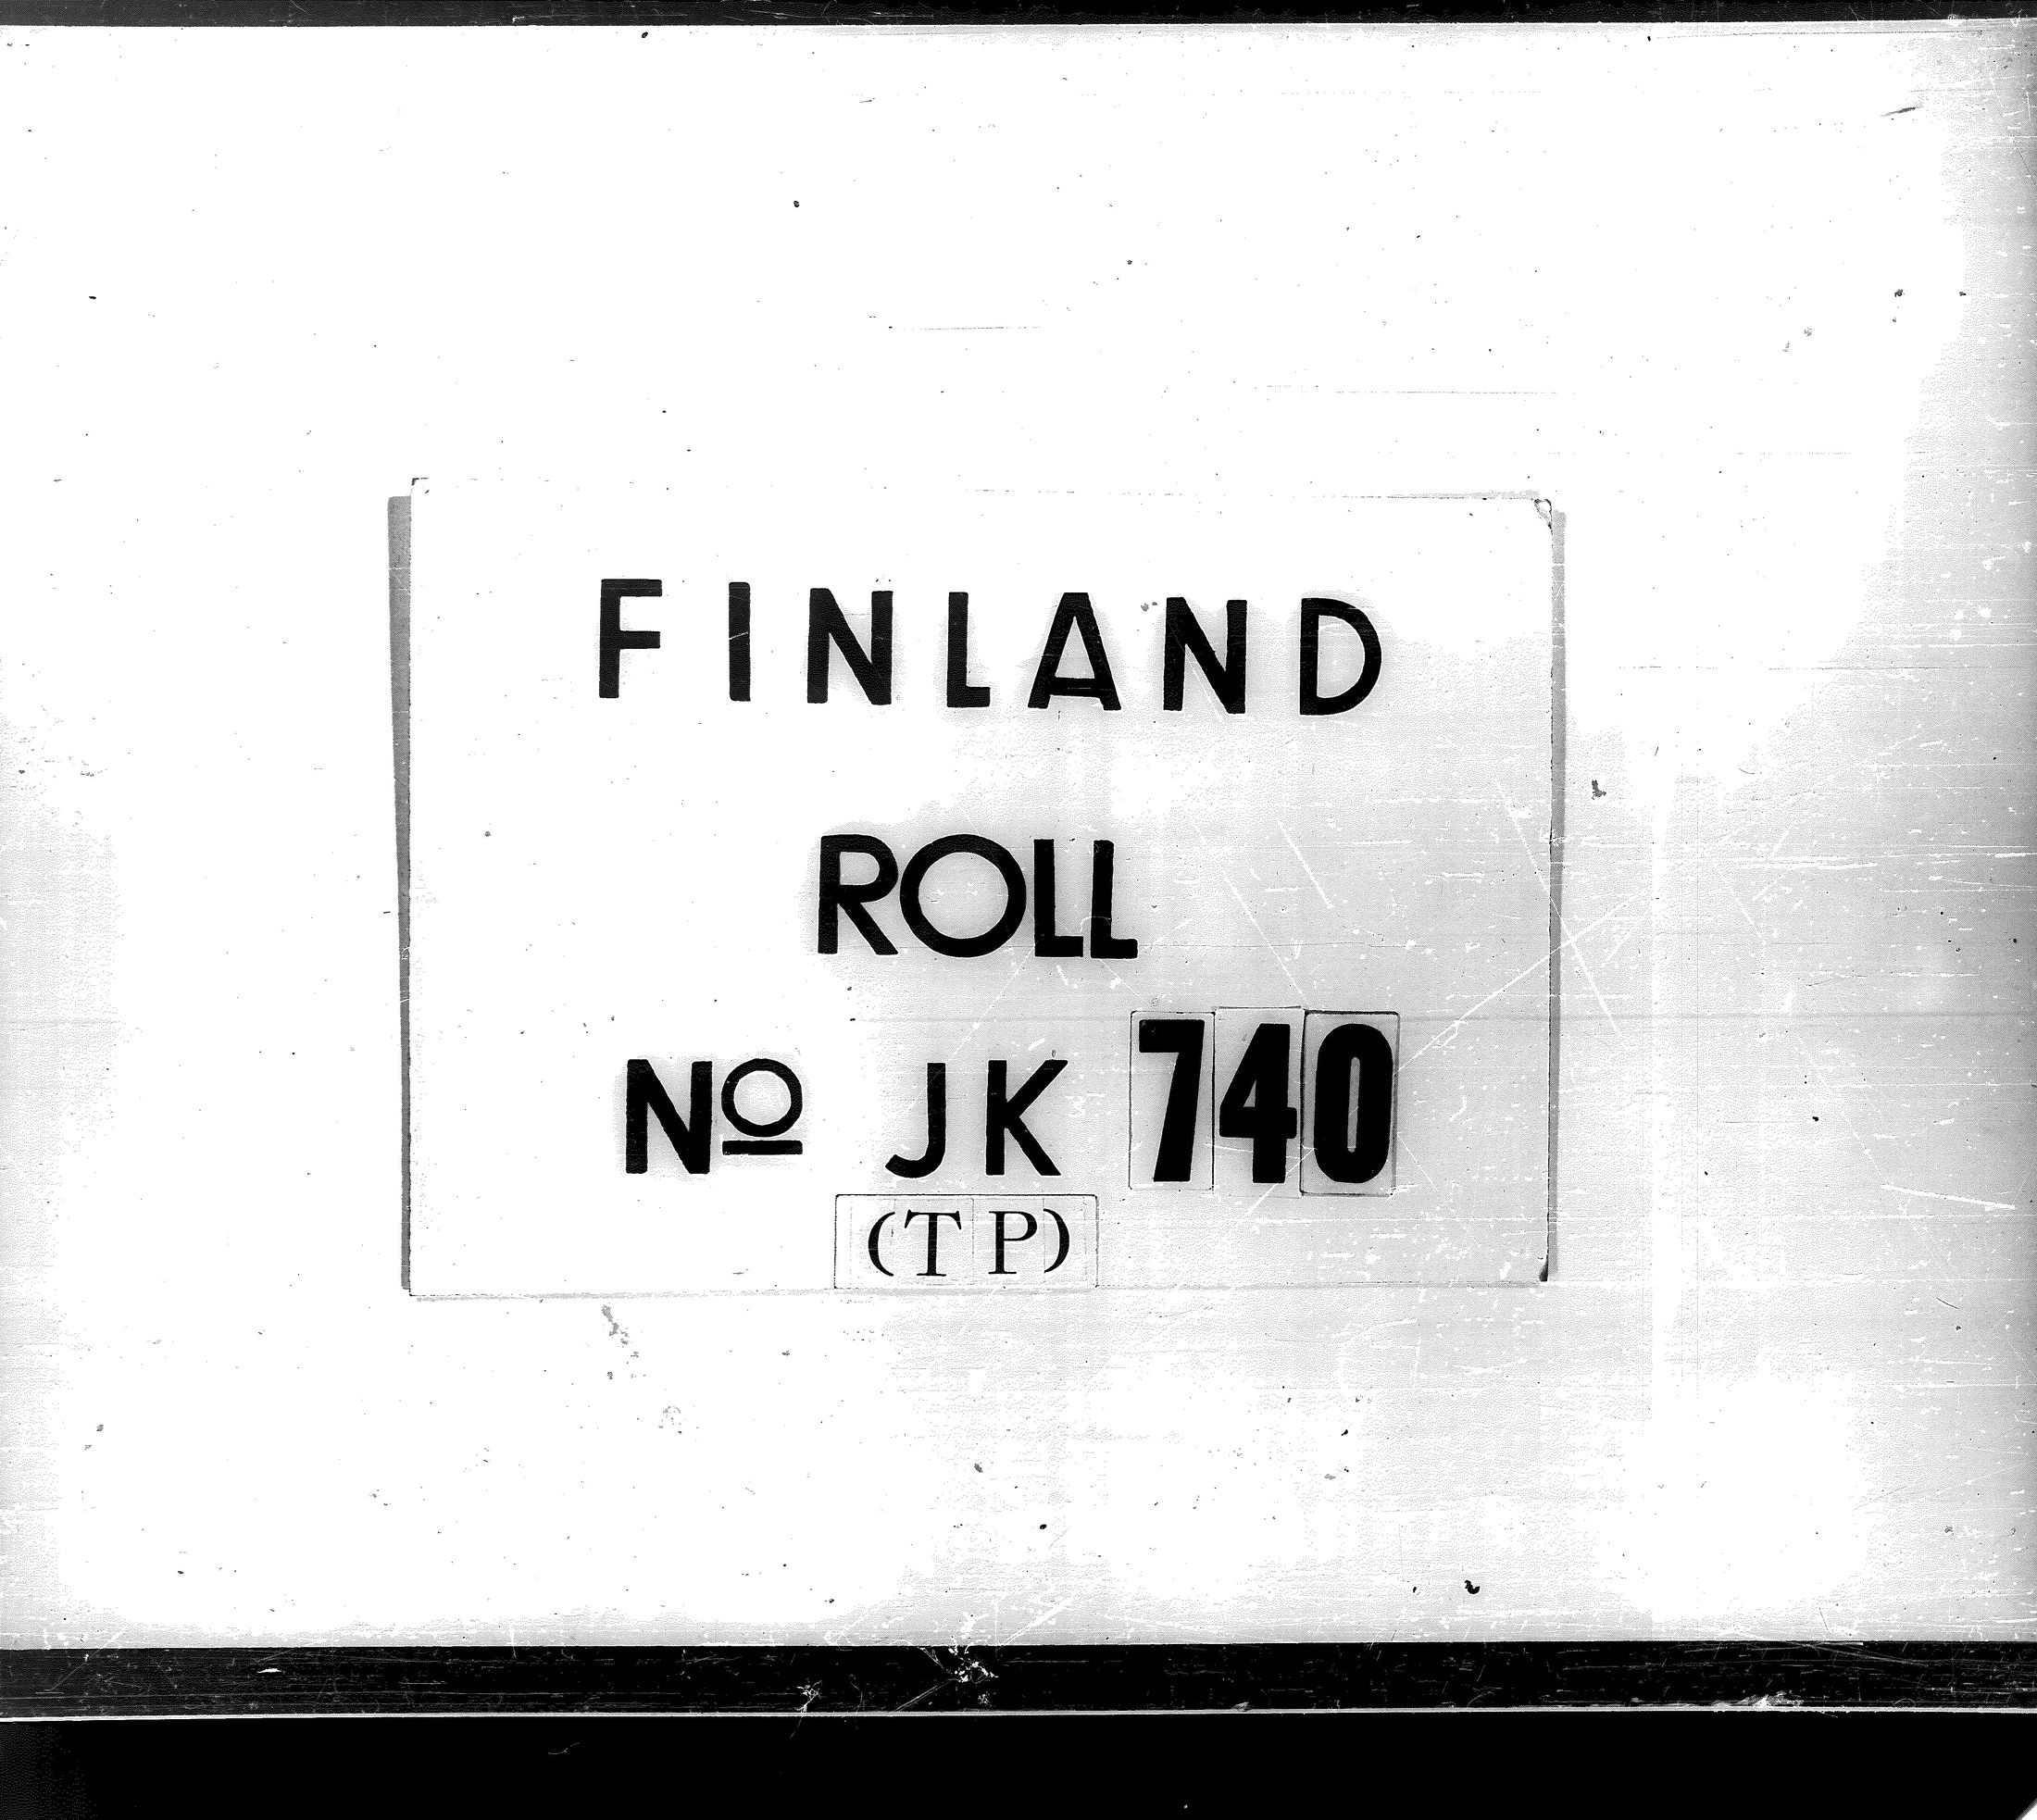 FINLAND
ROLL
Nº JK 740
(TP)